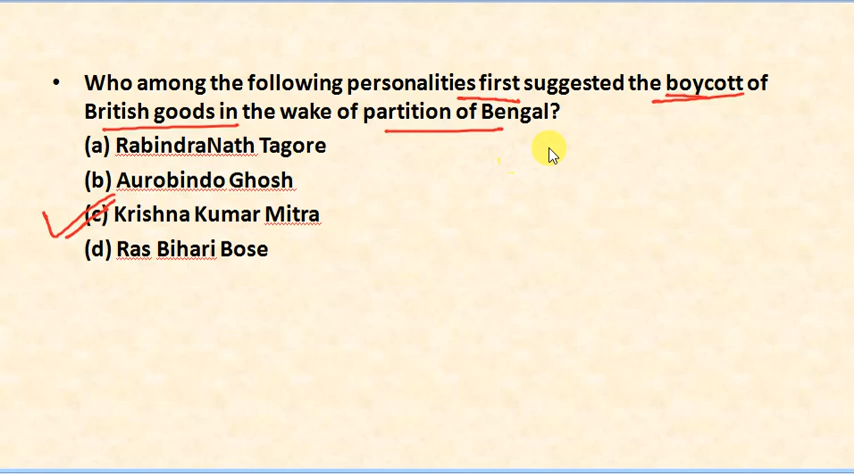 • Who among the following personalities first suggested the boycott of
British goods in the wake of partition of Bengal?
(a) RabindraNath Tagore
(b) Aurobindo Ghosh
(c) Krishna Kumar Mitra
(d) Ras Bihari Bose